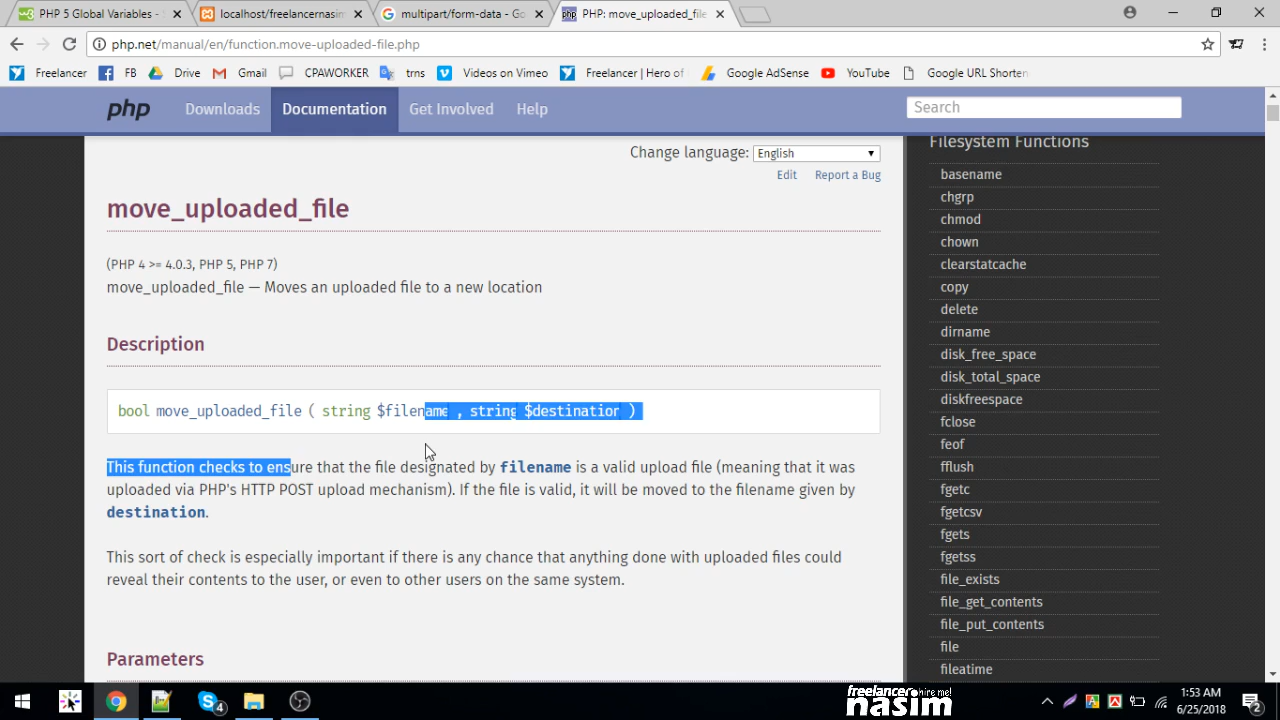 PHP 5 Global Variables -
localhost/freelancernasim
multipart/form-data - Go
PHP: move_uploaded_file
php.net/manual/en/function.move-uploaded-file.php
Freelancer
FB
Drive
Gmail
CPAWORKER
trns
Videos on Vimeo
Freelancer | Hero of
Google AdSense
YouTube
Google URL Shorten
php
Downloads
Documentation
Get Involved
Help
Search
Change language:
English
Edit
Report a Bug
move_uploaded_file
(PHP 4 >= 4.0.3, PHP 5, PHP 7)
move_uploaded_file — Moves an uploaded file to a new location
Description
bool move_uploaded_file ( string $filename , string $destination )
This function checks to ensure that the file designated by filename is a valid upload file (meaning that it was
uploaded via PHP's HTTP POST upload mechanism). If the file is valid, it will be moved to the filename given by
destination.
This sort of check is especially important if there is any chance that anything done with uploaded files could
reveal their contents to the user, or even to other users on the same system.
Parameters
Filesystem Functions
basename
chgrp
chmod
chown
clearstatcache
copy
delete
dirname
disk_free_space
disk_total_space
diskfreespace
fclose
feof
fflush
fgetc
fgetcsv
fgets
fgetss
file_exists
file_get_contents
file_put_contents
file
fileatime
4
freelancer hire me!
nasim
1:53 AM
6/25/2018
2